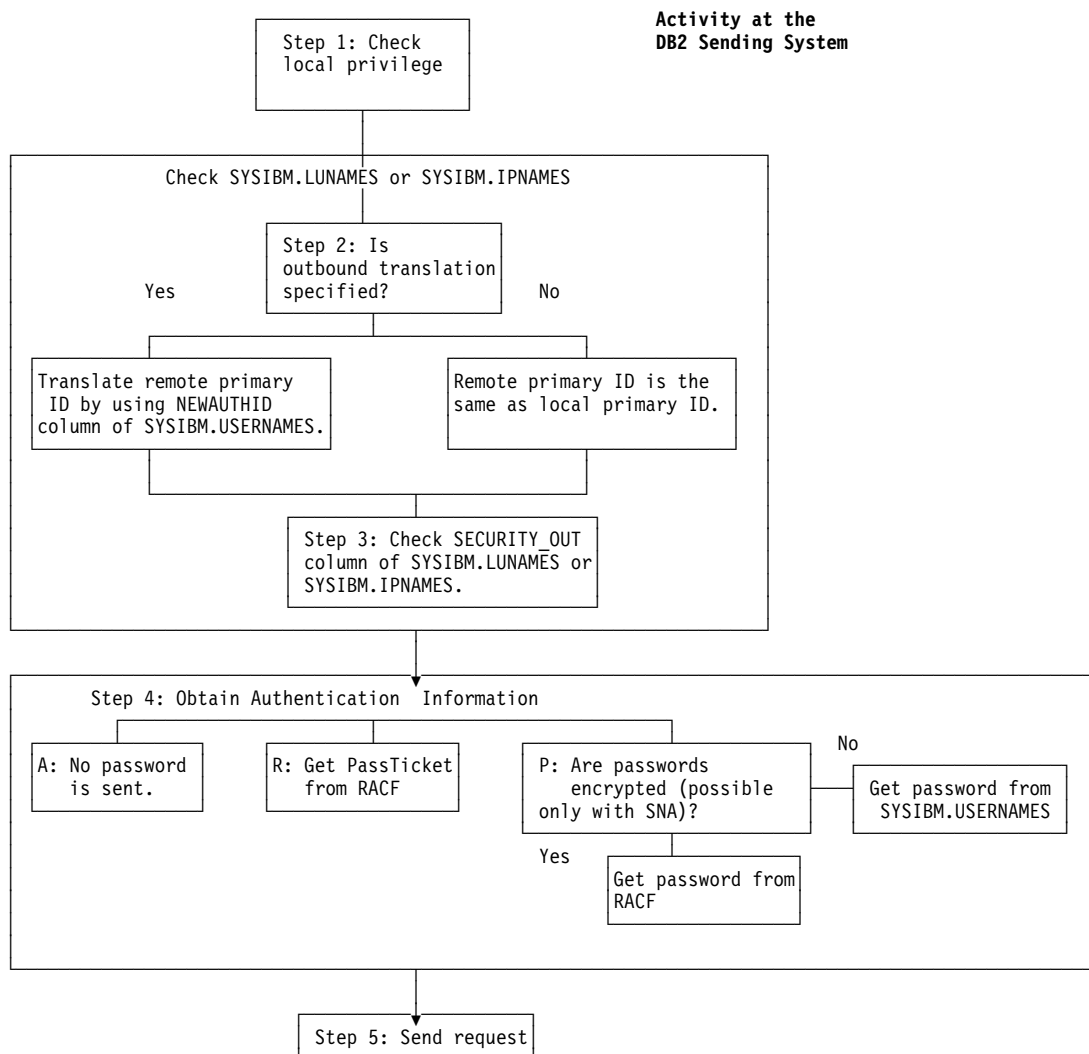 Activity at the
DB2 Sending System
Step 1: Check
local privilege
Check SYSIBM.LUNAMES or SYSIBM.IPNAMES
Step 2: Is
outbound translation
specified?
Yes
No
Translate remote primary
ID by using NEWAUTHID
column of SYSIBM.USERNAMES.
Remote primary ID is the
same as local primary ID.
Step 3: Check SECURITY_OUT
column of SYSIBM.LUNAMES or
SYSIBM.IPNAMES.
Step 4: Obtain Authentication Information
A: No password
is sent.
R: Get PassTicket
from RACF
P: Are passwords
encrypted (possible
only with SNA)?
No
Get password from
SYSIBM.USERNAMES
Yes
Get password from
RACF
Step 5: Send request